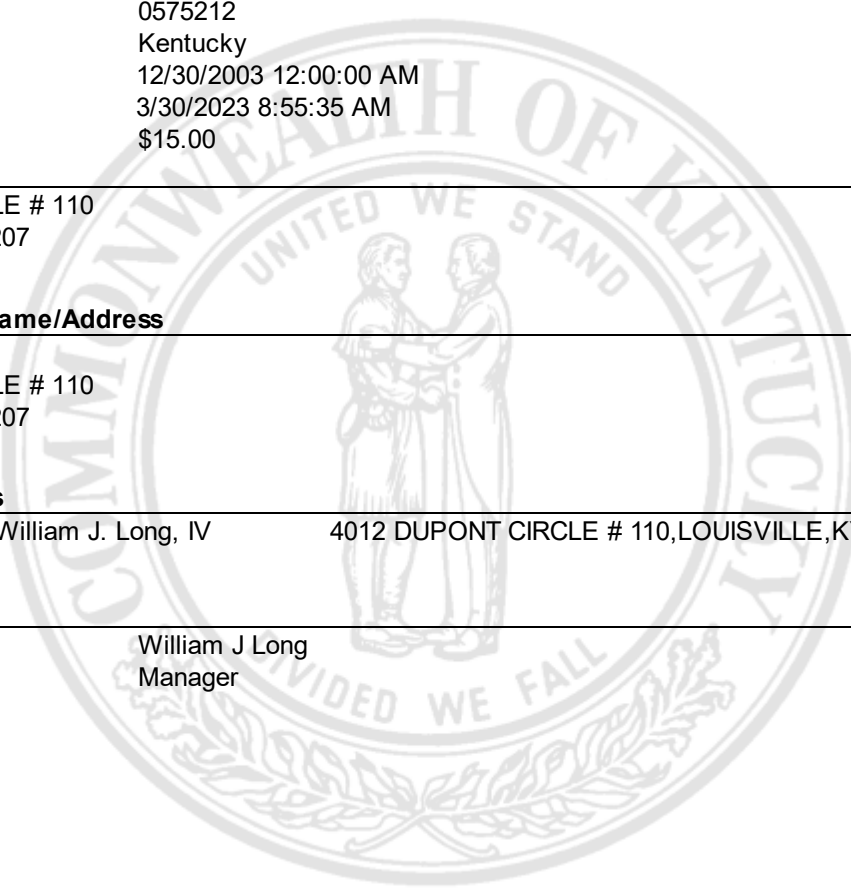 0575212
Kentucky
12/30/2003 12:00:00 AM
3/30/2023 8:55:35 AM
$15.00
LE # 110
207
ame/Address
LE # 110
207
s
William J. Long, IV 4012 DUPONT CIRCLE # 110,LOUISVILLE,KY
William J Long
Manager
COMMONWEALTH OF KENTUCKY
UNITED WE STAND
DIVIDED WE FALL